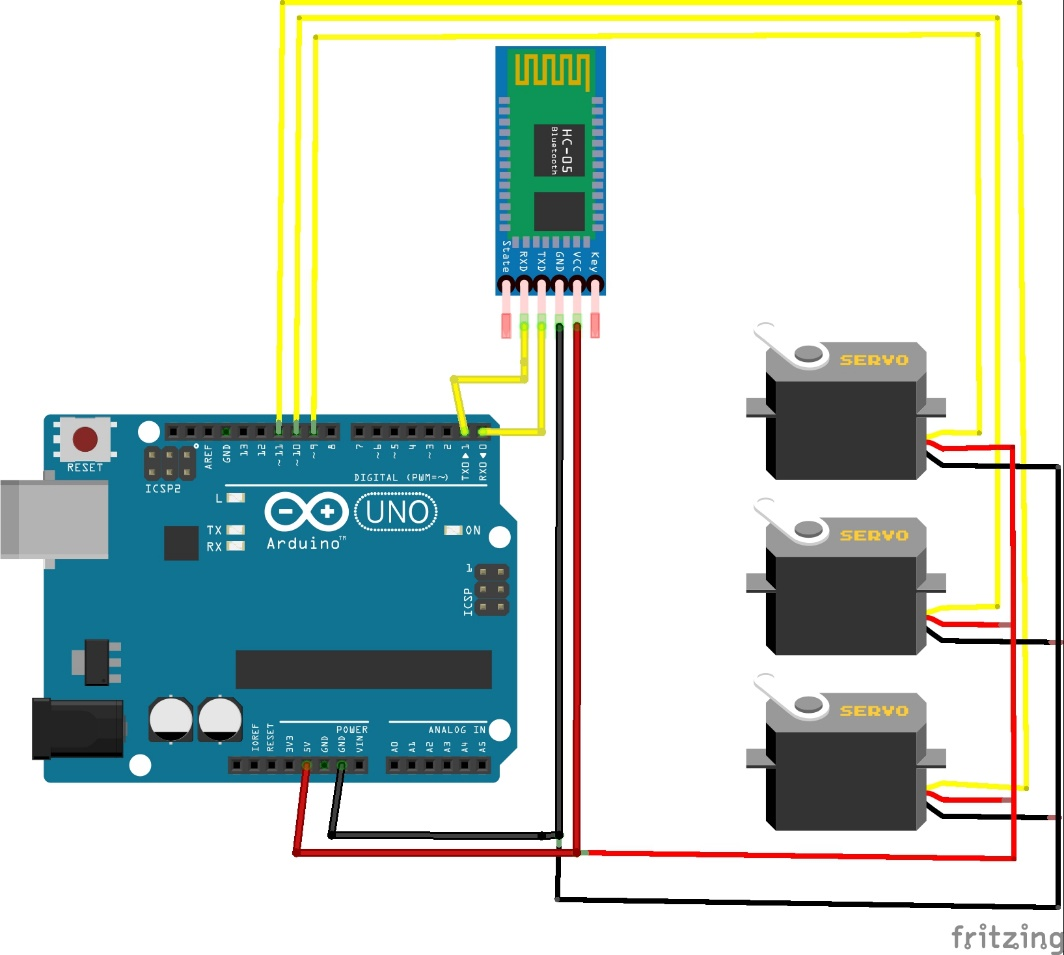 HC-05
Bluetooth
State
RXD
TXD
GND
VCC
Key
SERVO
SERVO
SERVO
RESET
ICSP2
AREF
GND
13
12
~11
~10
~9
8
7
~6
~5
4
~3
2
TX0 ▶ 1
RX0 ◀ 0
DIGITAL (PWM=~)
L
TX
RX
Arduino™
UNO
ON
1
ICSP
IOREF
RESET
3V3
5V
GND
GND
VIN
POWER
ANALOG IN
A0
A1
A2
A3
A4
A5
fritzing